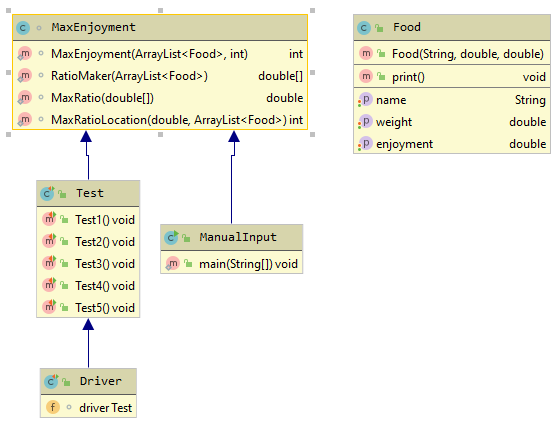 MaxEnjoyment
MaxEnjoyment(ArrayList<Food>, int) int
RatioMaker(ArrayList<Food>) double[]
MaxRatio(double[]) double
MaxRatioLocation(double, ArrayList<Food>) int
Food
Food(String, double, double)
print() void
name String
weight double
enjoyment double
Test
Test1() void
Test2() void
Test3() void
Test4() void
Test5() void
ManualInput
main(String[]) void
Driver
driver Test